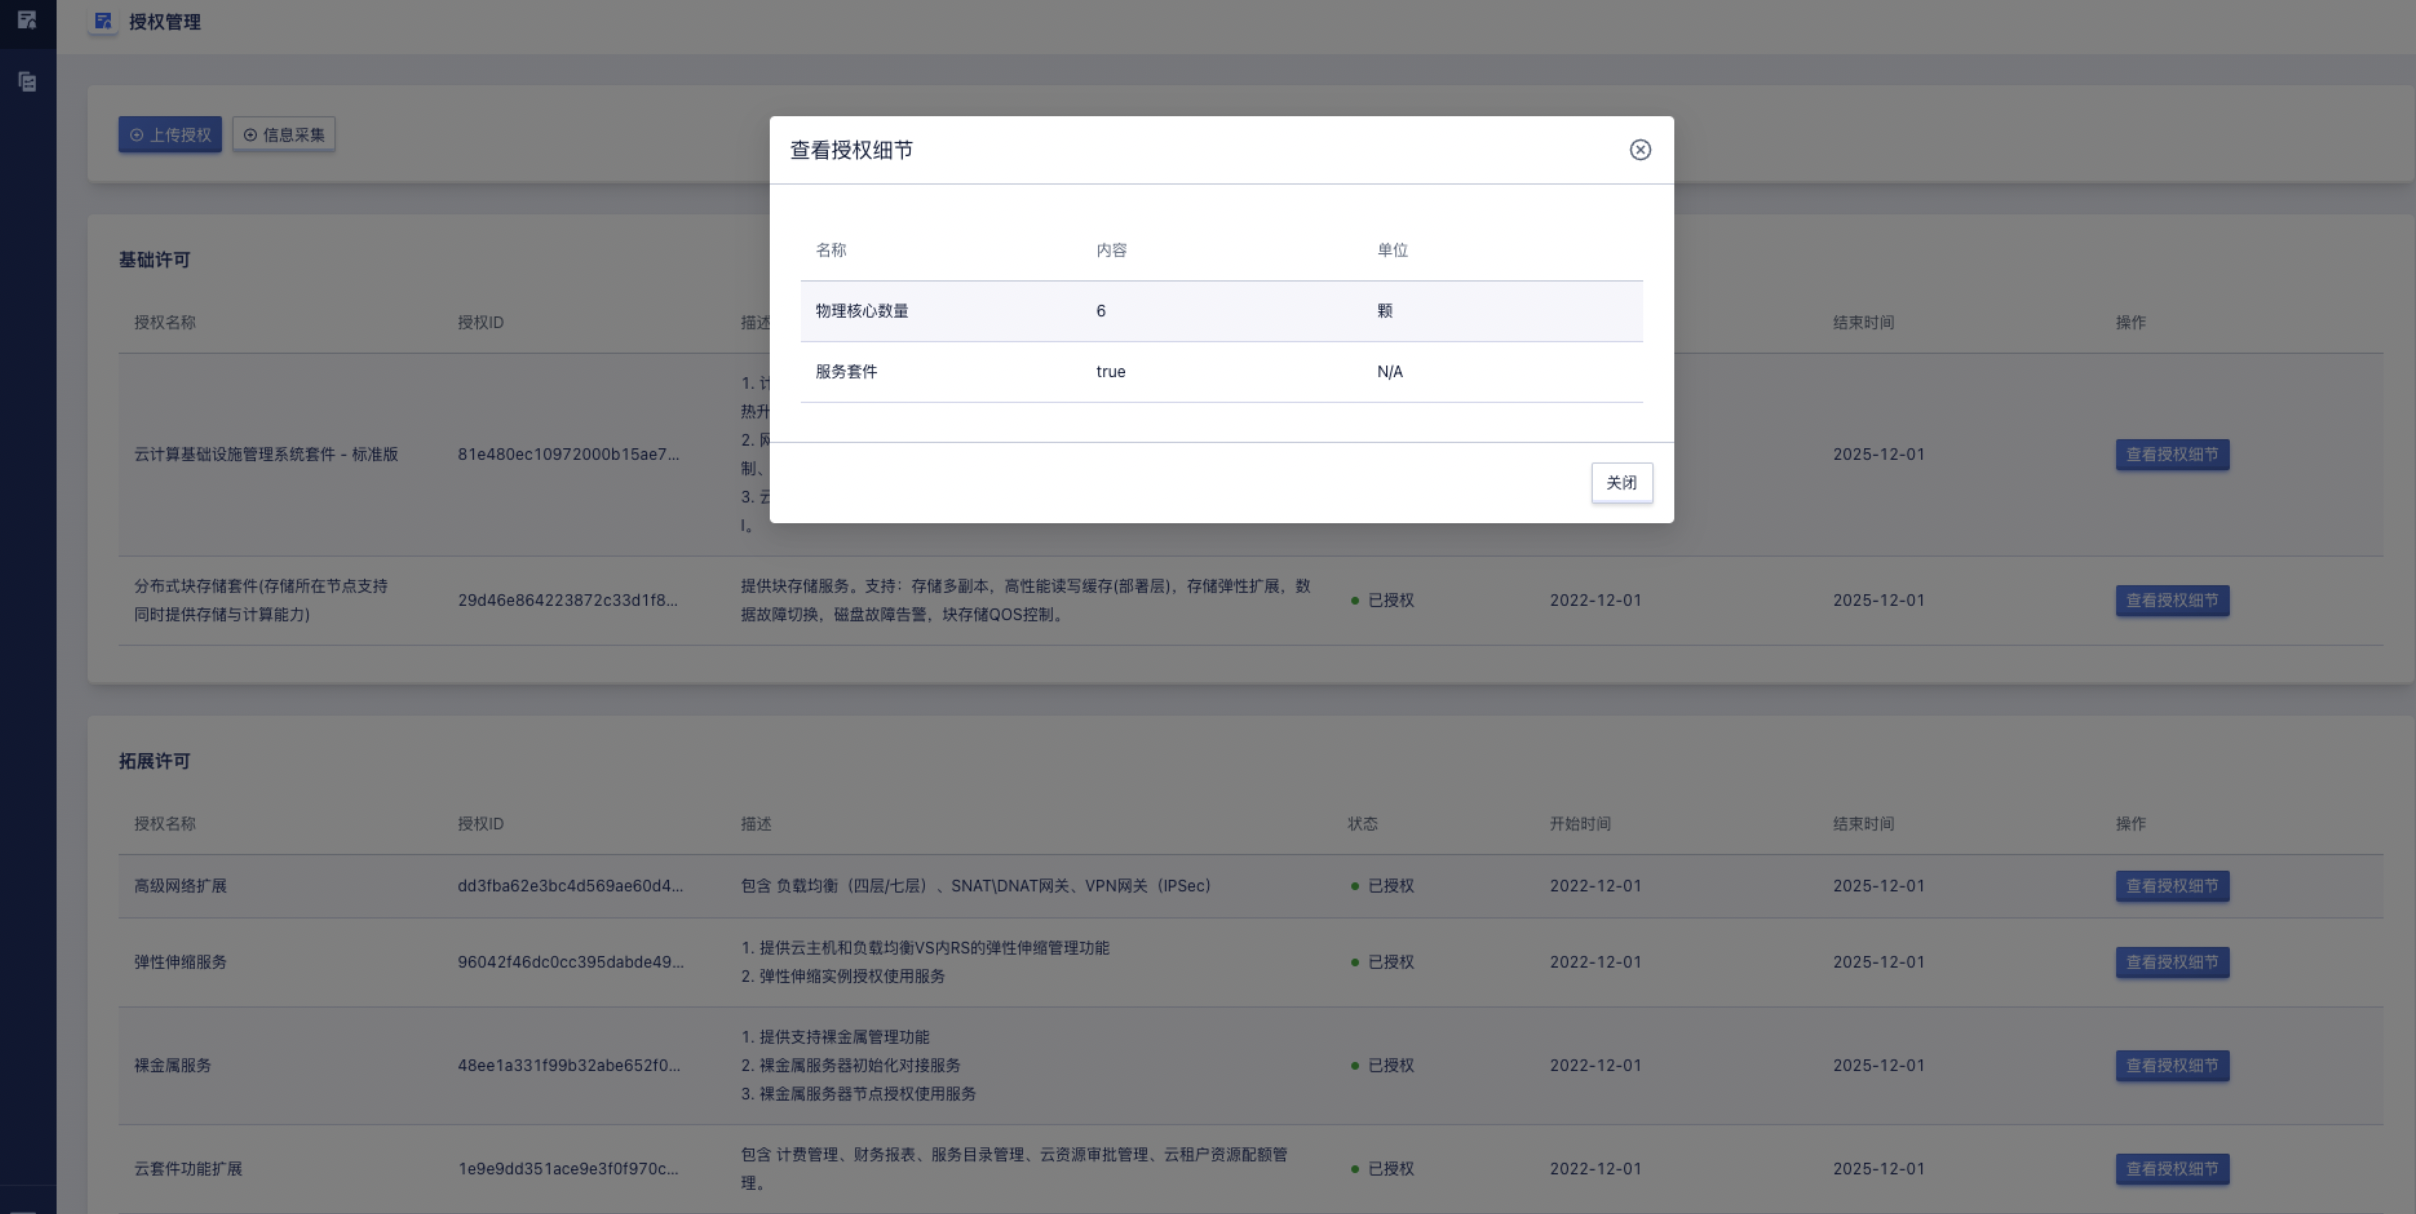 授权管理
上传授权 信息采集
查看授权细节
名称 内容 单位
物理核心数量 6 颗
服务套件 true N/A
关闭
基础许可
授权名称 授权ID 描述 结束时间 操作
云计算基础设施管理系统套件 - 标准版 81e480ec10972000b15ae7... 2025-12-01 查看授权细节
1. 计
热升
2. 网
制、
3. 云
I。
分布式块存储套件(存储所在节点支持
同时提供存储与计算能力)
29d46e864223872c33d1f8...
提供块存储服务。支持：存储多副本，高性能读写缓存(部署层)，存储弹性扩展，数
据故障切换，磁盘故障告警，块存储QOS控制。
已授权 2022-12-01 2025-12-01 查看授权细节
拓展许可
授权名称 授权ID 描述 状态 开始时间 结束时间 操作
高级网络扩展 dd3fba62e3bc4d569ae60d4... 包含 负载均衡（四层/七层）、SNAT\DNAT网关、VPN网关（IPSec） 已授权 2022-12-01 2025-12-01 查看授权细节
弹性伸缩服务 96042f46dc0cc395dabde49...
1. 提供云主机和负载均衡VS内RS的弹性伸缩管理功能
2. 弹性伸缩实例授权使用服务
已授权 2022-12-01 2025-12-01 查看授权细节
裸金属服务 48ee1a331f99b32abe652f0...
1. 提供支持裸金属管理功能
2. 裸金属服务器初始化对接服务
3. 裸金属服务器节点授权使用服务
已授权 2022-12-01 2025-12-01 查看授权细节
云套件功能扩展 1e9e9dd351ace9e3f0f970c...
包含 计费管理、财务报表、服务目录管理、云资源审批管理、云租户资源配额管
理。
已授权 2022-12-01 2025-12-01 查看授权细节